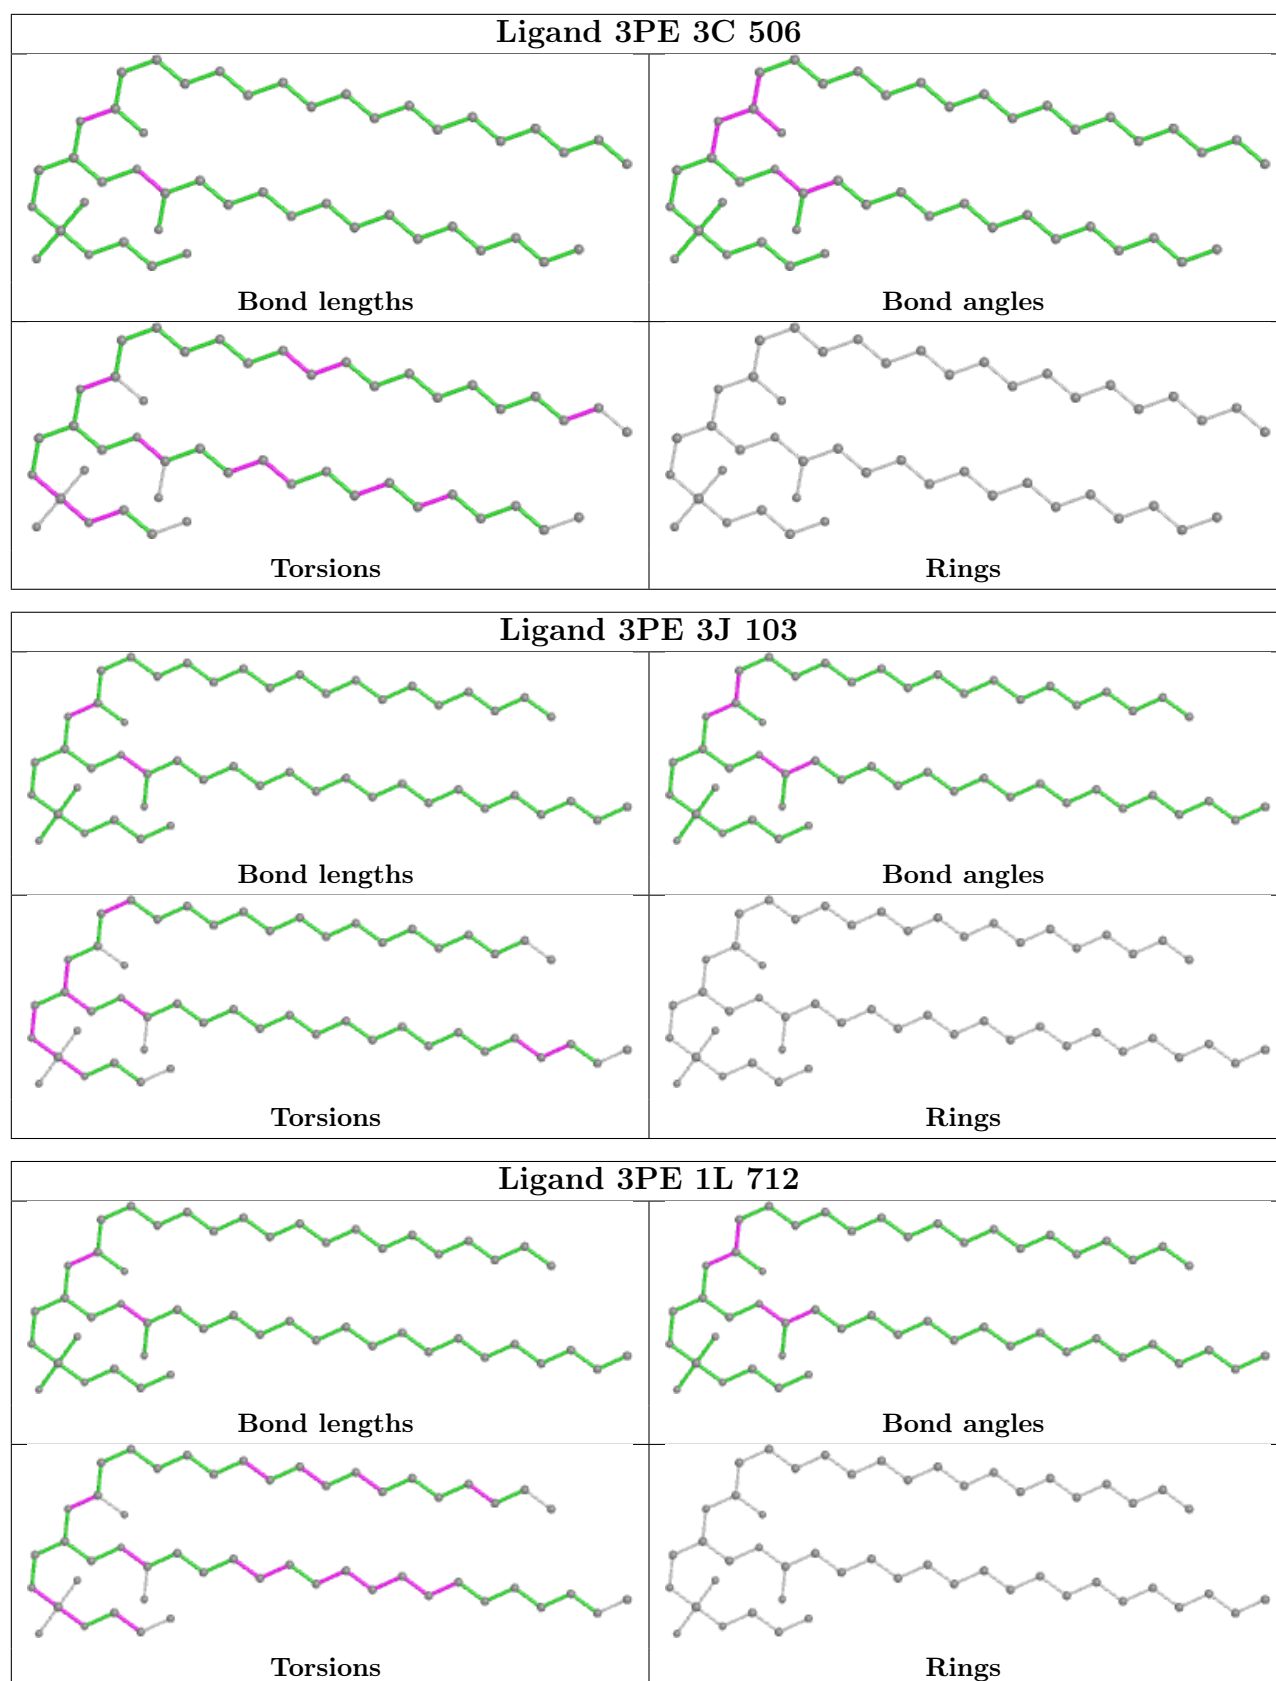 Ligand 3PE 3C 506
Bond lengths
Bond angles
Torsions
Rings
Ligand 3PE 3J 103
Bond lengths
Bond angles
Torsions
Rings
Ligand 3PE 1L 712
Bond lengths
Bond angles
Torsions
Rings